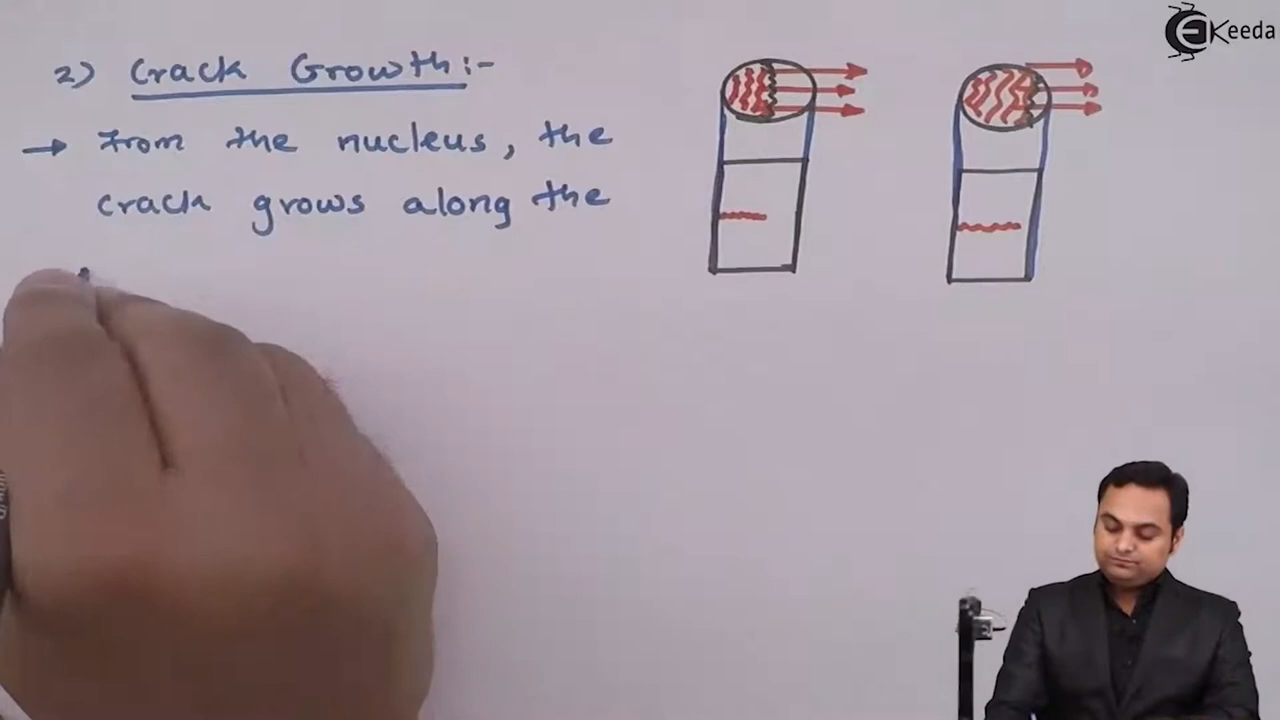 2) Crack Growth:-
→ From the nucleus, the
crack grows along the
Ekeeda